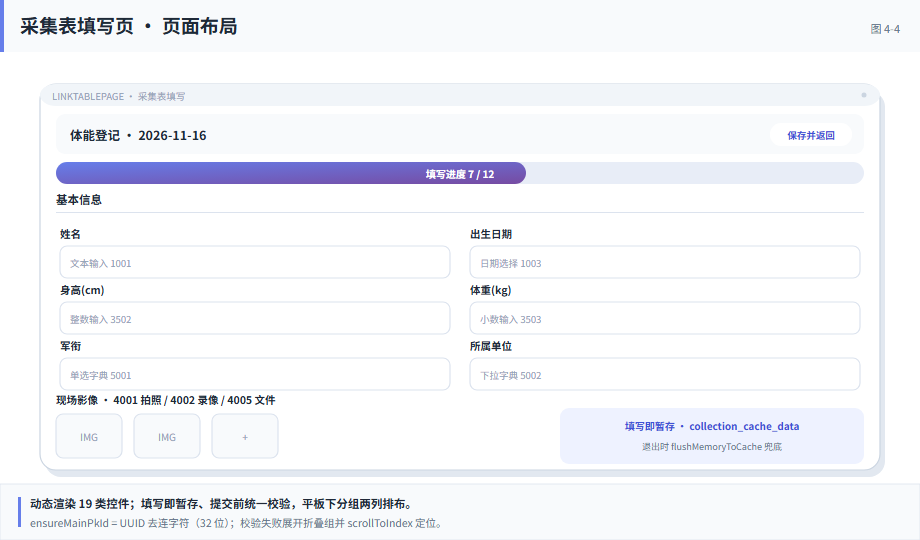 采集表填写页 · 页面布局
图 4-4
LINKTABLEPAGE · 采集表填写
体能登记 · 2026-11-16
保存并返回
填写进度 7 / 12
基本信息
姓名
出生日期
文本输入 1001
日期选择 1003
身高(cm)
体重(kg)
整数输入 3502
小数输入 3503
军衔
所属单位
单选字典 5001
下拉字典 5002
现场影像 · 4001 拍照 / 4002 录像 / 4005 文件
IMG
IMG
+
填写即暂存 · collection_cache_data
退出时 flushMemoryToCache 兜底
动态渲染 19 类控件；填写即暂存、提交前统一校验，平板下分组两列排布。
ensureMainPkId = UUID 去连字符（32 位）；校验失败展开折叠组并 scrollToIndex 定位。